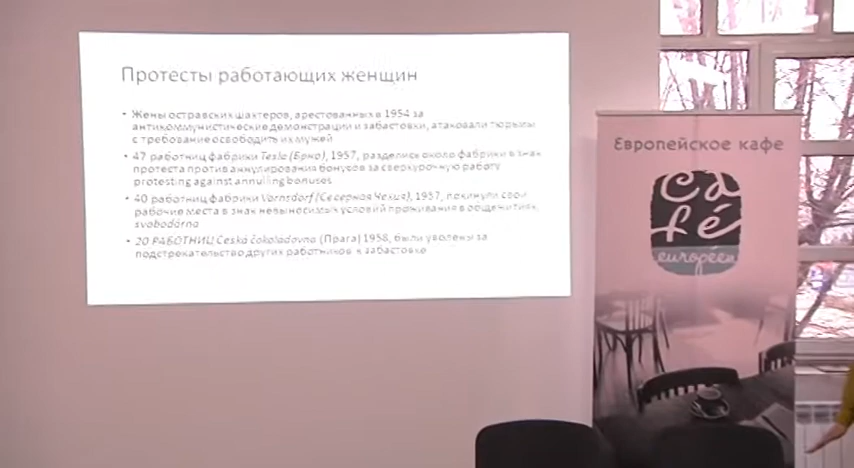 Протесты работающих женщин
• Жены остравских шахтеров, арестованных в 1954 за
антикоммунистические демонстрации и забастовки, атаковали тюрьмы
с требование освободить их мужей
• 47 работниц фабрики Tesla (Брно), 1957, разделись около фабрики в знак
протеста против аннулирования бонусов за сверхурочную работу
protesting against annulling bonuses
• 40 работниц фабрики Varnsdorf (Северная Чехия), 1957, покинули свои
рабочие места в знак невыносимых условий проживания в общежитиях,
svobodárna
• 20 РАБОТНИЦ Česká čokoládovna (Прага) 1958, были уволены за
подстрекательство других работников к забастовке
Европейское кафе
Café
européen